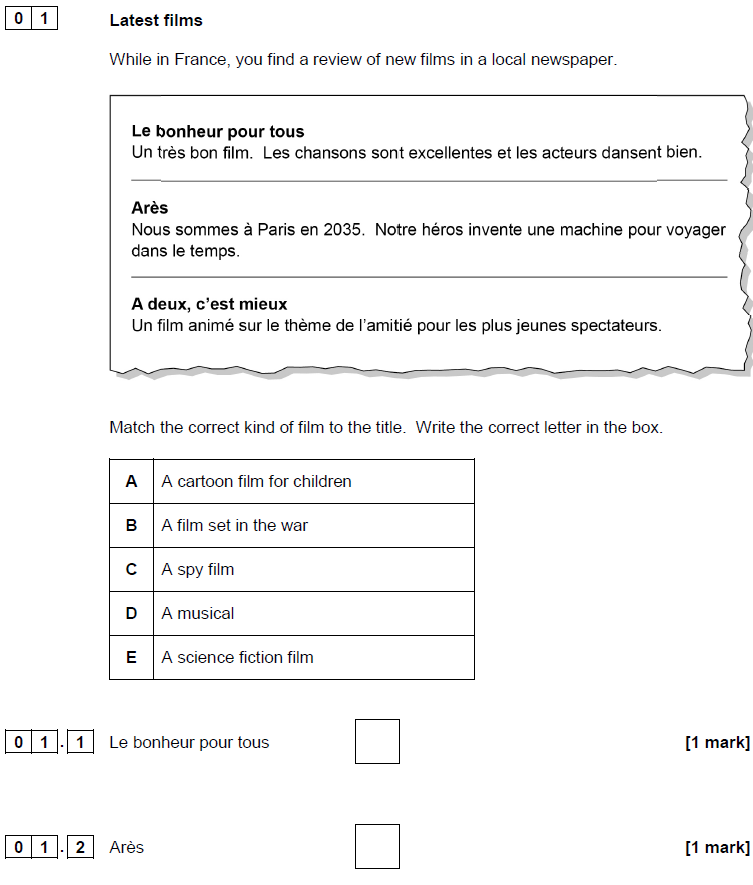 0 1 Latest films
While in France, you find a review of new films in a local newspaper.
Le bonheur pour tous
Un très bon film. Les chansons sont excellentes et les acteurs dansent bien.
Arès
Nous sommes à Paris en 2035. Notre héros invente une machine pour voyager
dans le temps.
A deux, c’est mieux
Un film animé sur le thème de l’amitié pour les plus jeunes spectateurs.
Match the correct kind of film to the title. Write the correct letter in the box.
A A cartoon film for children
B A film set in the war
C A spy film
D A musical
E A science fiction film
0 1 . 1 Le bonheur pour tous [1 mark]
0 1 . 2 Arès [1 mark]